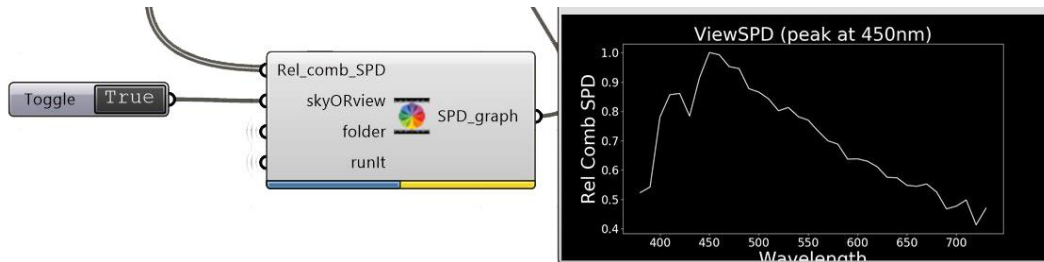 Toggle True
Rel_comb_SPD
skyORview
folder
runIt
SPD_graph
ViewSPD (peak at 450nm)
Rel Comb SPD
1.0
0.9
0.8
0.7
0.6
0.5
0.4
400 450 500 550 600 650 700
Wavelength